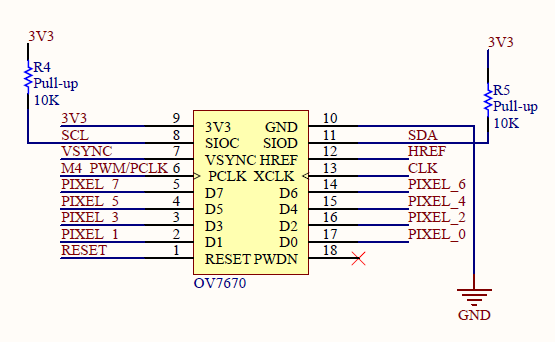 3V3
R4
Pull-up
10K
3V3
R5
Pull-up
10K
3V3 9 3V3 GND 10
SCL 8 SIOC SIOD 11 SDA
VSYNC 7 VSYNC HREF 12 HREF
M4_PWM/PCLK 6 PCLK XCLK 13 CLK
PIXEL_7 5 D7 D6 14 PIXEL_6
PIXEL_5 4 D5 D4 15 PIXEL_4
PIXEL_3 3 D3 D2 16 PIXEL_2
PIXEL_1 2 D1 D0 17 PIXEL_0
RESET 1 RESET PWDN 18
OV7670
GND